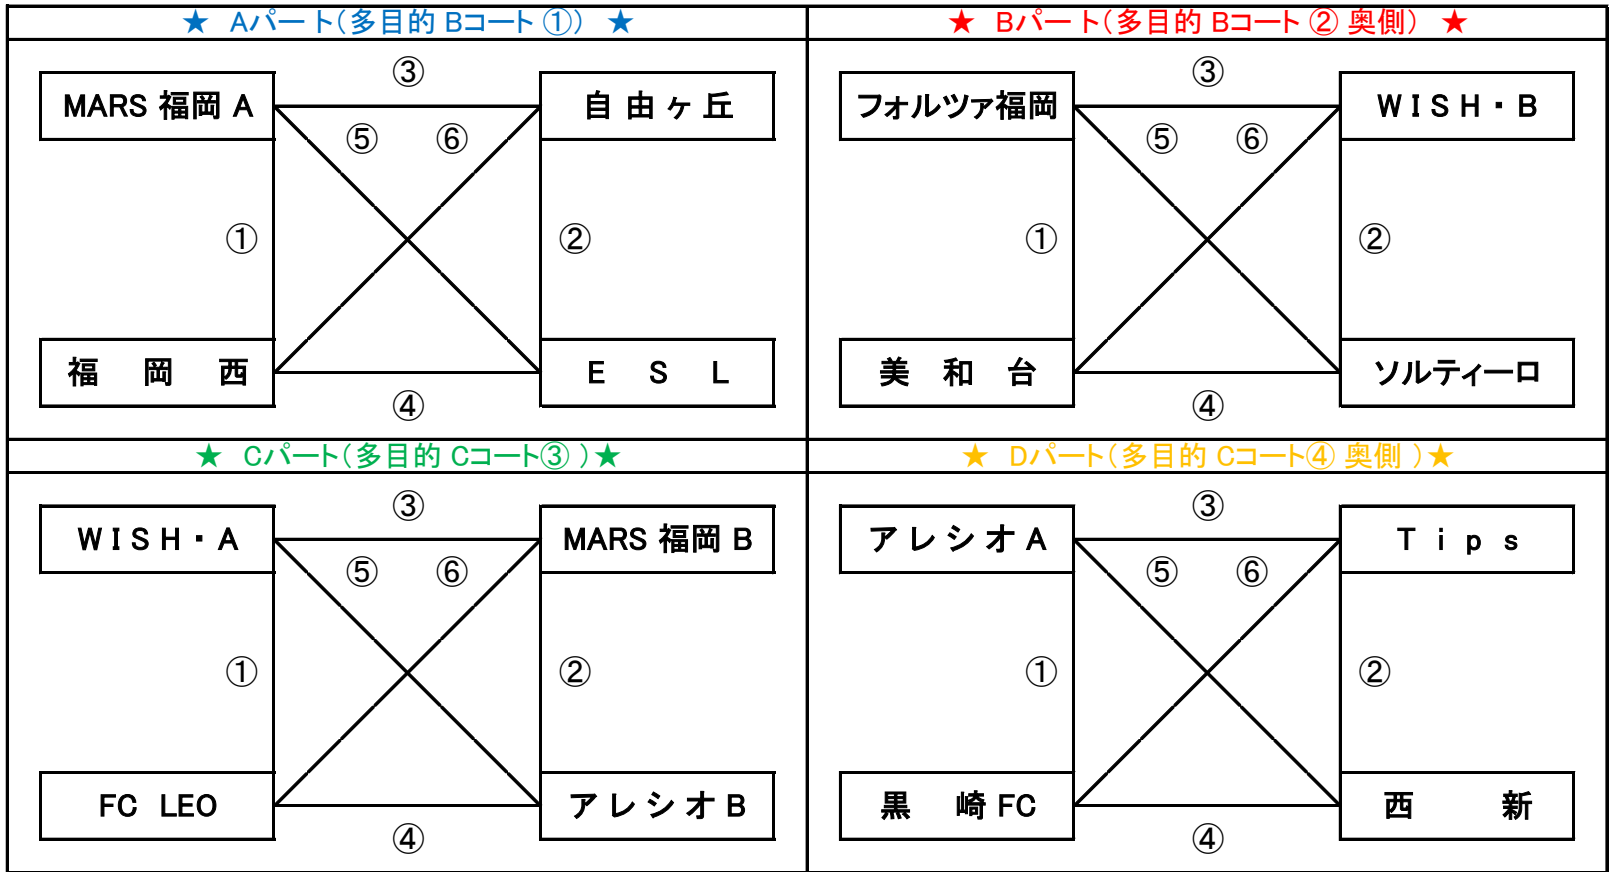 ★ Aパート(多目的 Bコート ①) ★
③
MARS 福岡 A
自 由 ヶ 丘
⑤ ⑥
① ②
福 岡 西
E S L
④
★ Bパート(多目的 Bコート ② 奥側) ★
③
フォルツァ福岡
W I S H ・ B
⑤ ⑥
① ②
美 和 台
ソルティーロ
④
★ Cパート(多目的 Cコート③ )★
③
W I S H ・ A
MARS 福岡 B
⑤ ⑥
① ②
FC LEO
ア レ シ オ B
④
★ Dパート(多目的 Cコート④ 奥側 )★
③
ア レ シ オ A
T i p s
⑤ ⑥
① ②
黒 崎 FC
西 新
④